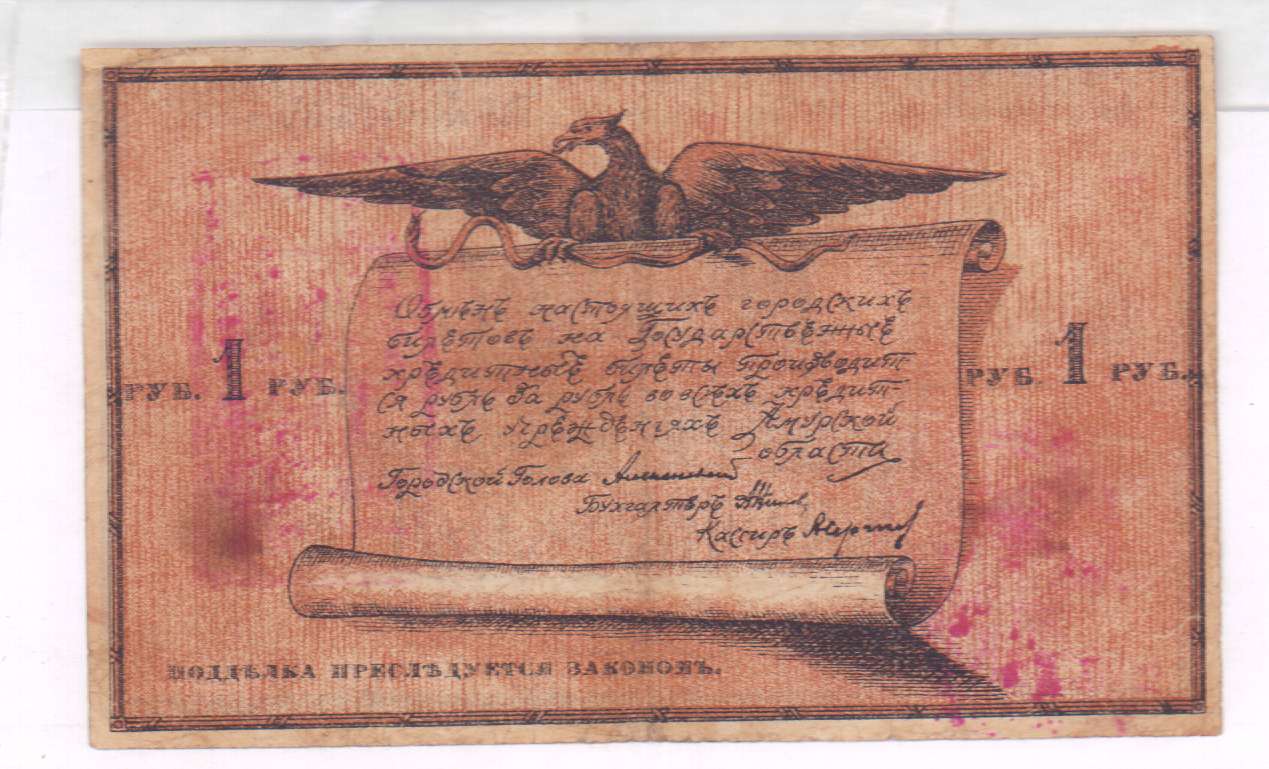 Обмѣнъ настоящихъ городскихъ
билетовъ на Государственные
кредитные билеты производит
ся рубль за рубль во всѣхъ кредит
ныхъ учрежденіяхъ Амурской
области
РУБ. 1 РУБ.
РУБ. 1 РУБ.
Городской Голова
Бухгалтеръ
Кассиръ
ПОДДѢЛКА ПРЕСЛѢДУЕТСЯ ЗАКОНОМЪ.